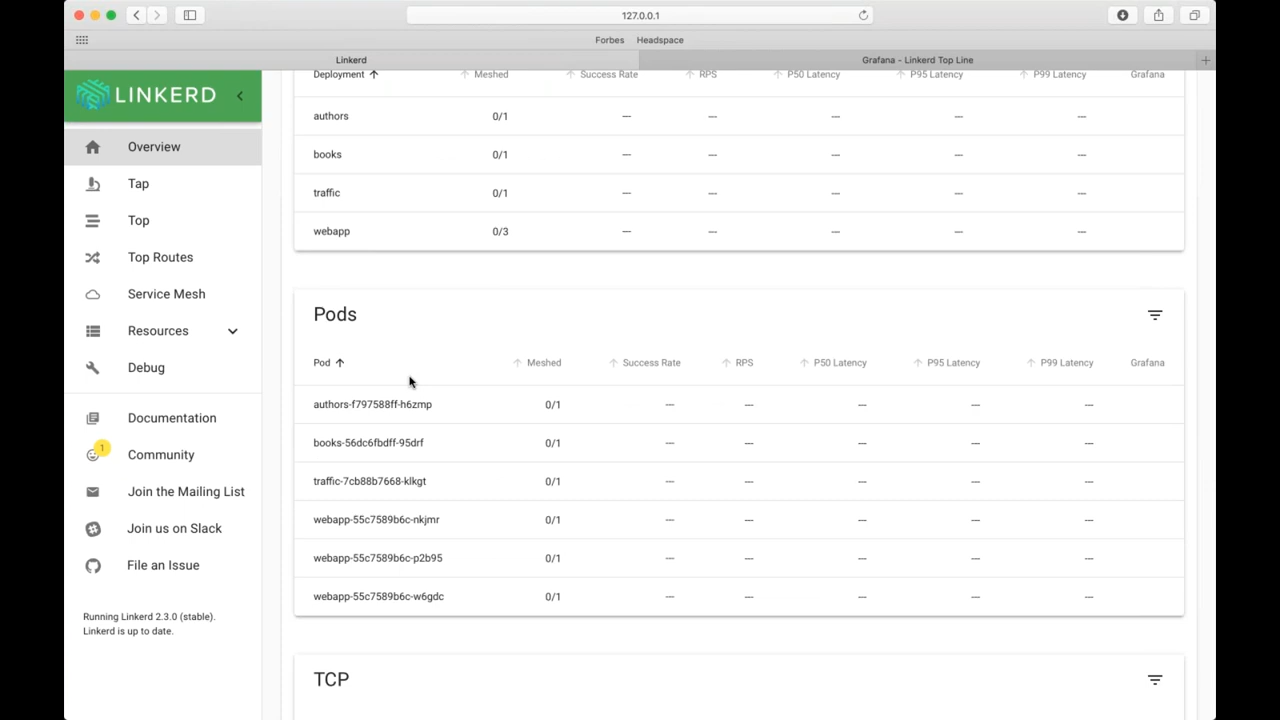 127.0.0.1
Forbes Headspace
Linkerd Grafana - Linkerd Top Line
LINKERD
Overview
Tap
Top
Top Routes
Service Mesh
Resources
Debug
Documentation
1
Community
Join the Mailing List
Join us on Slack
File an Issue
Running Linkerd 2.3.0 (stable).
Linkerd is up to date.
Deployment Meshed Success Rate RPS P50 Latency P95 Latency P99 Latency Grafana
authors 0/1 --- --- --- --- ---
books 0/1 --- --- --- --- ---
traffic 0/1 --- --- --- --- ---
webapp 0/3 --- --- --- --- ---
Pods
Pod Meshed Success Rate RPS P50 Latency P95 Latency P99 Latency Grafana
authors-f797588ff-h6zmp 0/1 --- --- --- --- ---
books-56dc6fbdff-95drf 0/1 --- --- --- --- ---
traffic-7cb88b7668-klkgt 0/1 --- --- --- --- ---
webapp-55c7589b6c-nkjmr 0/1 --- --- --- --- ---
webapp-55c7589b6c-p2b95 0/1 --- --- --- --- ---
webapp-55c7589b6c-w6gdc 0/1 --- --- --- --- ---
TCP